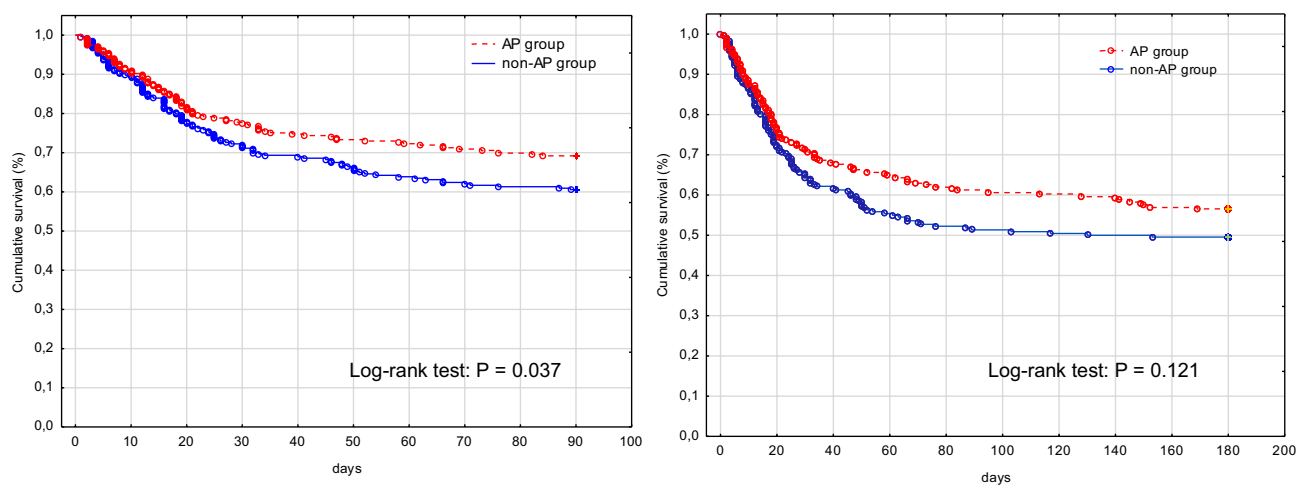 1,0
0,9
0,8
0,7
0,6
0,5
0,4
0,3
0,2
0,1
0,0
Cumulative survival (%)
AP group
non-AP group
Log-rank test: P = 0.037
0 10 20 30 40 50 60 70 80 90 100
days
1,0
0,9
0,8
0,7
0,6
0,5
0,4
0,3
0,2
0,1
0,0
Cumulative survival (%)
AP group
non-AP group
Log-rank test: P = 0.121
0 20 40 60 80 100 120 140 160 180 200
days